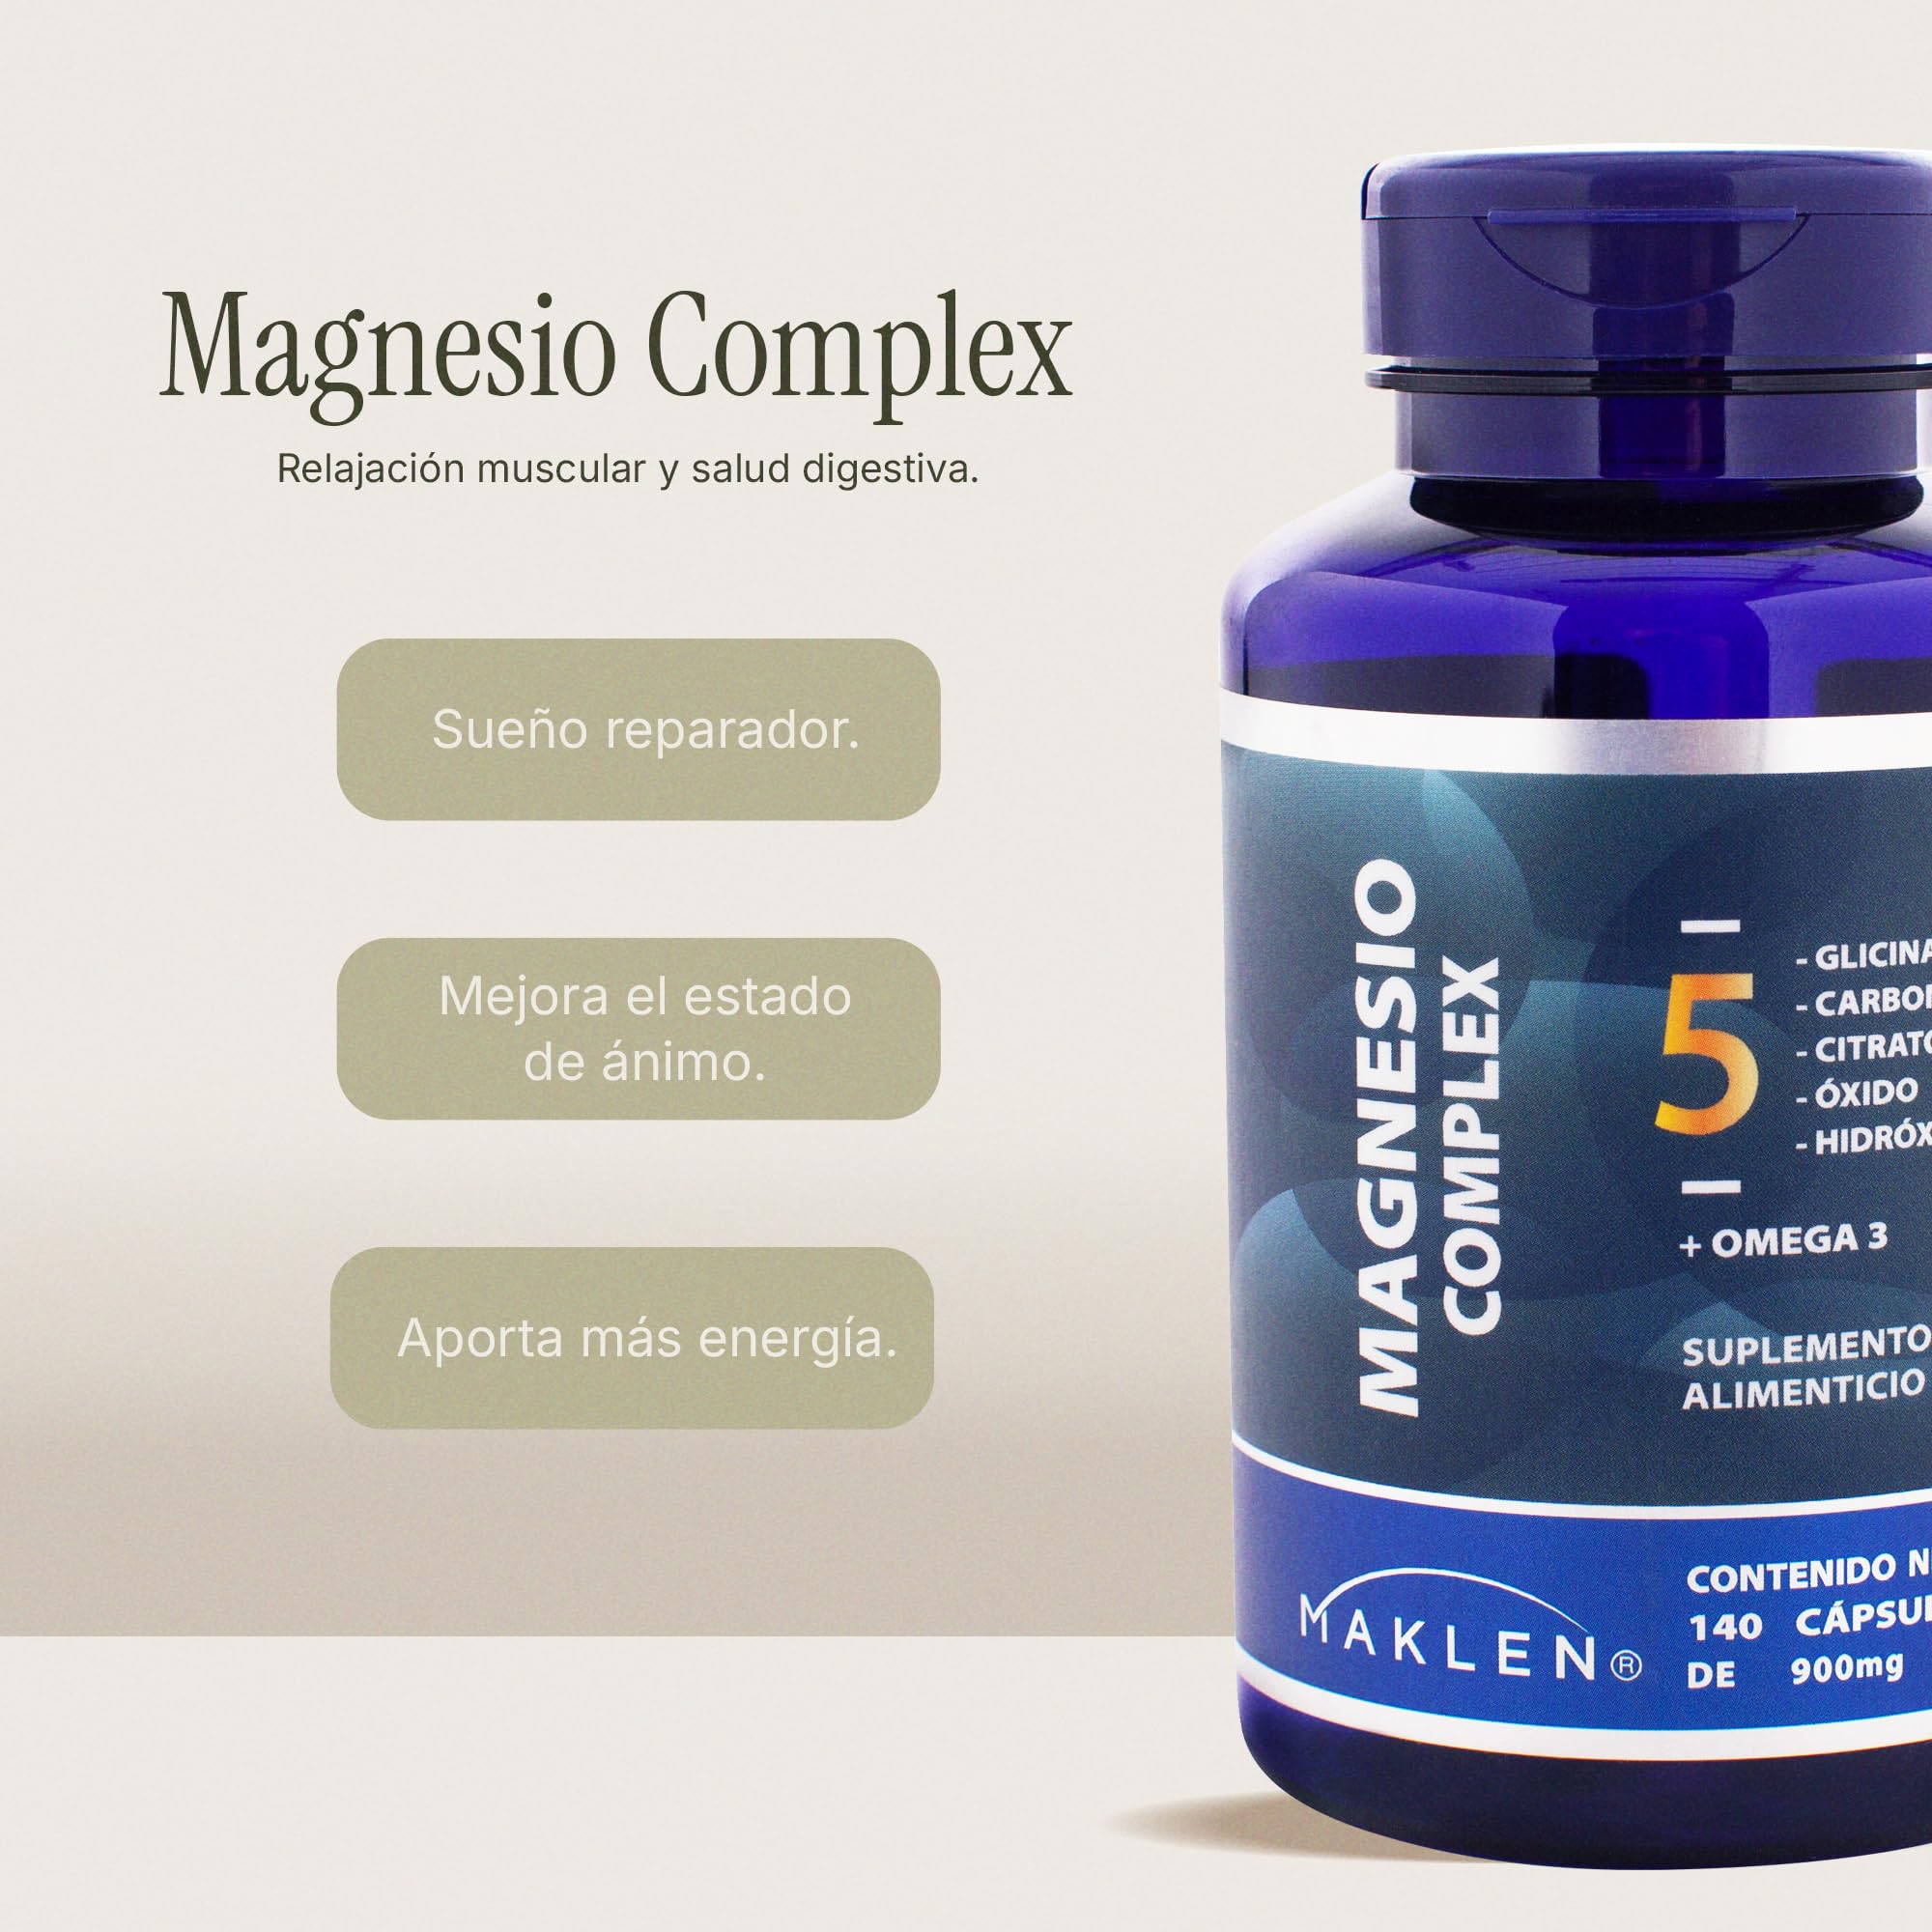 Magnesio Complex
Relajación muscular y salud digestiva.
Sueño reparador.
Mejora el estado
de ánimo.
Aporta más energía.
MAGNESIO
COMPLEX
5
- ÓXIDO
+ OMEGA 3
SUPLEMENTO
ALIMENTICIO
MAKLEN®
CONTENIDO
140
DE 900mg